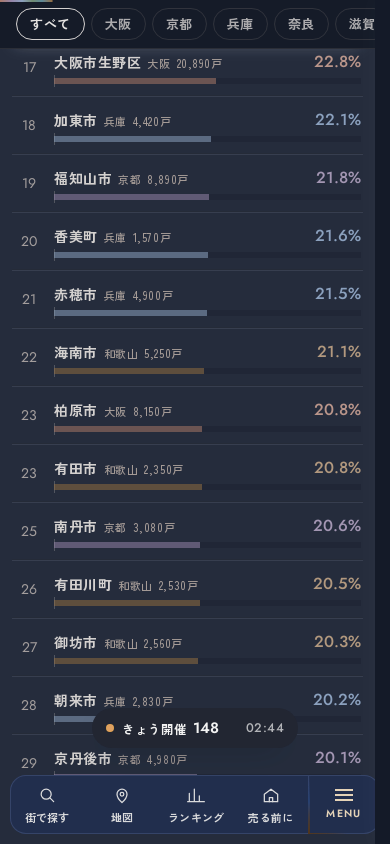 すべて 大阪 京都 兵庫 奈良 滋賀
17 大阪市生野区 大阪 20,890戸 22.8%
18 加東市 兵庫 4,420戸 22.1%
19 福知山市 京都 8,890戸 21.8%
20 香美町 兵庫 1,570戸 21.6%
21 赤穂市 兵庫 4,900戸 21.5%
22 海南市 和歌山 5,250戸 21.1%
23 柏原市 大阪 8,150戸 20.8%
23 有田市 和歌山 2,350戸 20.8%
25 南丹市 京都 3,080戸 20.6%
26 有田川町 和歌山 2,530戸 20.5%
27 御坊市 和歌山 2,560戸 20.3%
28 朝来市 兵庫 2,830戸 20.2%
きょう開催 148 02:44
29 京丹後市 京都 4,980戸 20.1%
街で探す 地図 ランキング 売る前に MENU